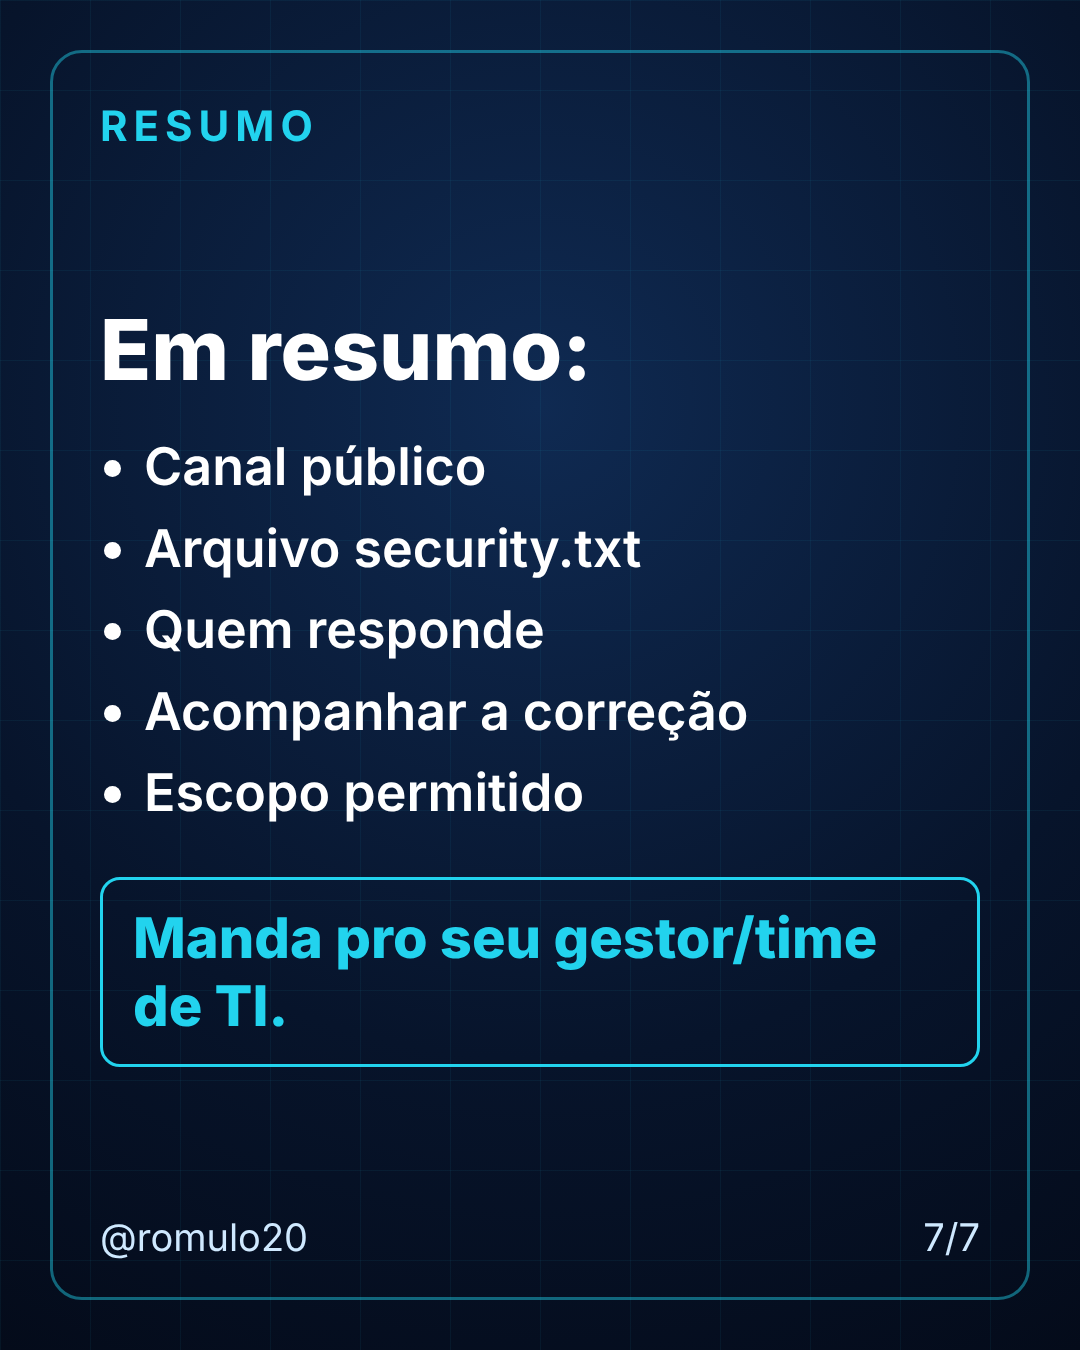 RESUMO
Em resumo:
• Canal público
• Arquivo security.txt
• Quem responde
• Acompanhar a correção
• Escopo permitido
Manda pro seu gestor/time
de TI.
@romulo20
7/7